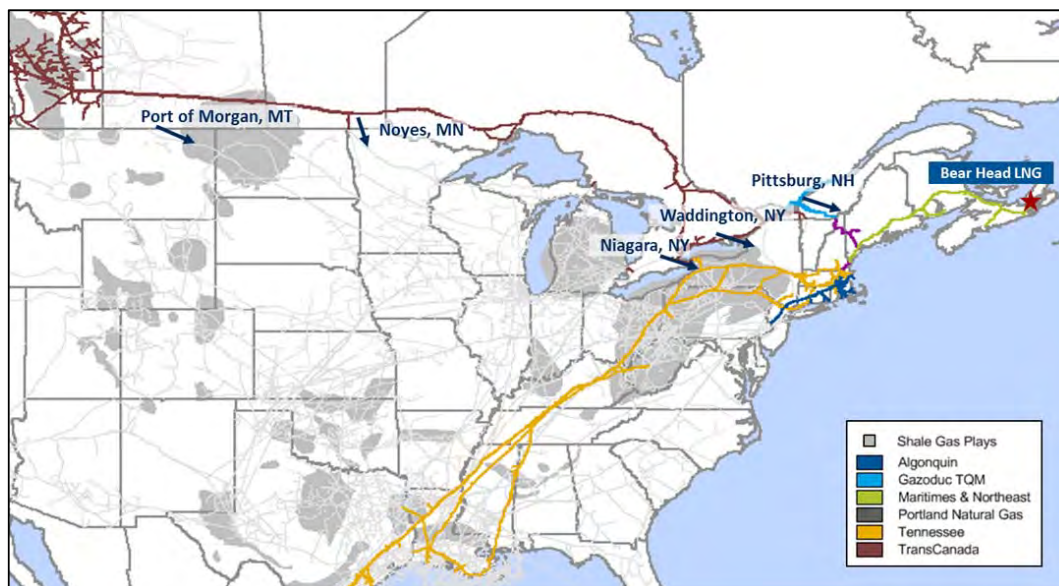 Port of Morgan, MT
Noyes, MN
Pittsburg, NH
Bear Head LNG
Waddington, NY
Niagara, NY
Shale Gas Plays
Algonquin
Gazoduc TQM
Maritimes & Northeast
Portland Natural Gas
Tennessee
TransCanada